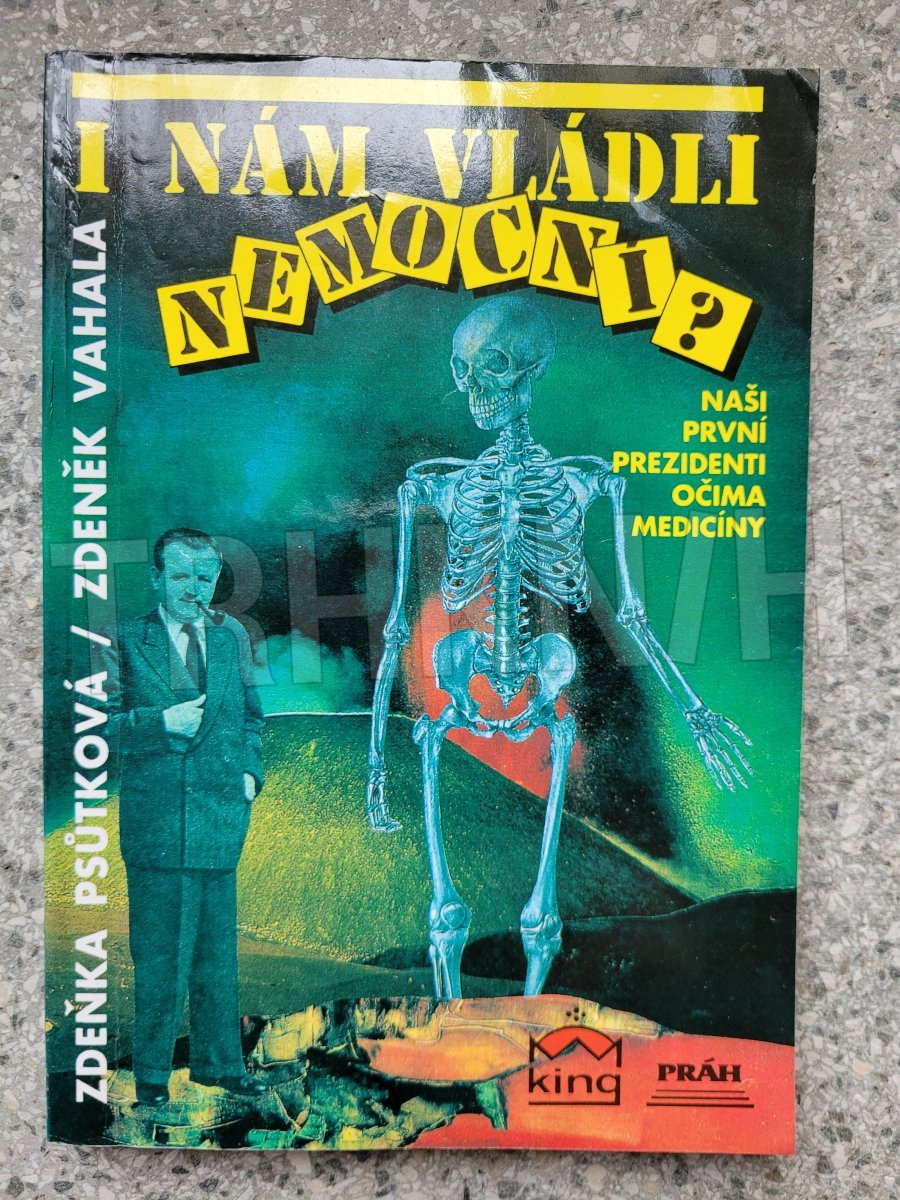 I NÁM VLÁDLI
NEMOCNÍ?
NAŠI
PRVNÍ
PREZIDENTI
OČIMA
MEDICÍNY
ZDEŇKA PSŮTKOVÁ / ZDENĚK VAHALA
king
PRÁH